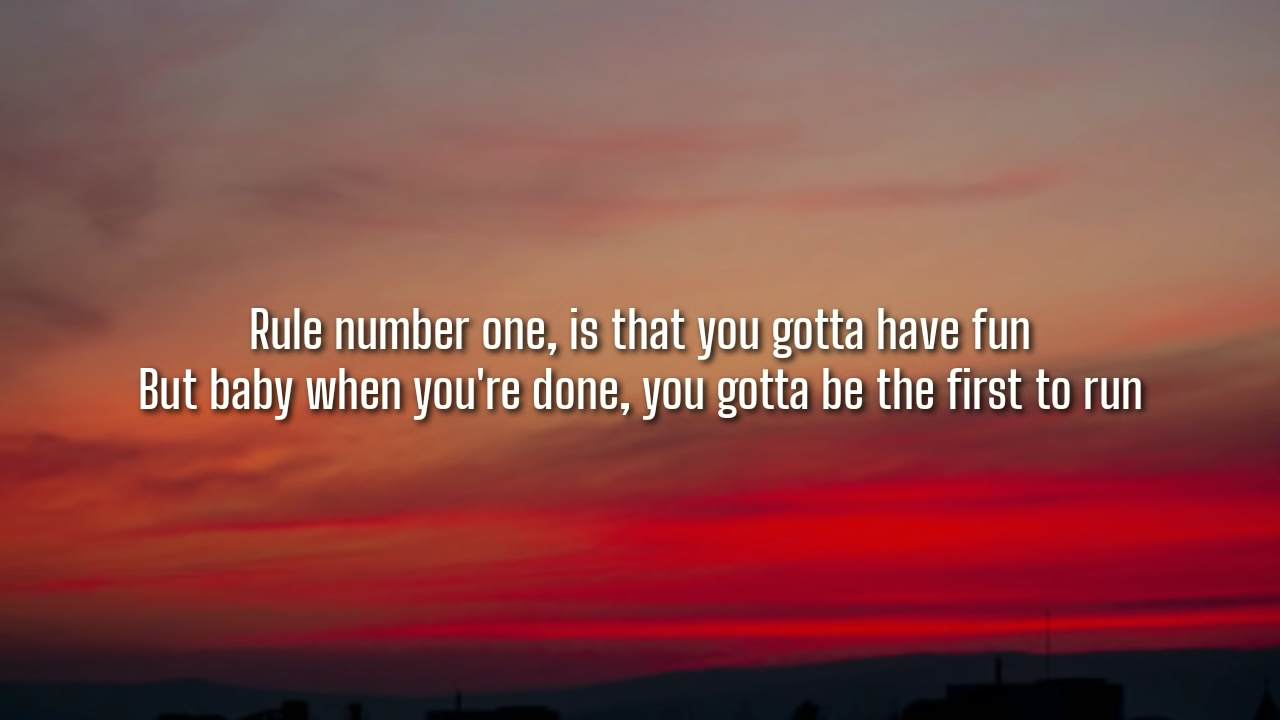 Rule number one, is that you gotta have fun
But baby when you're done, you gotta be the first to run